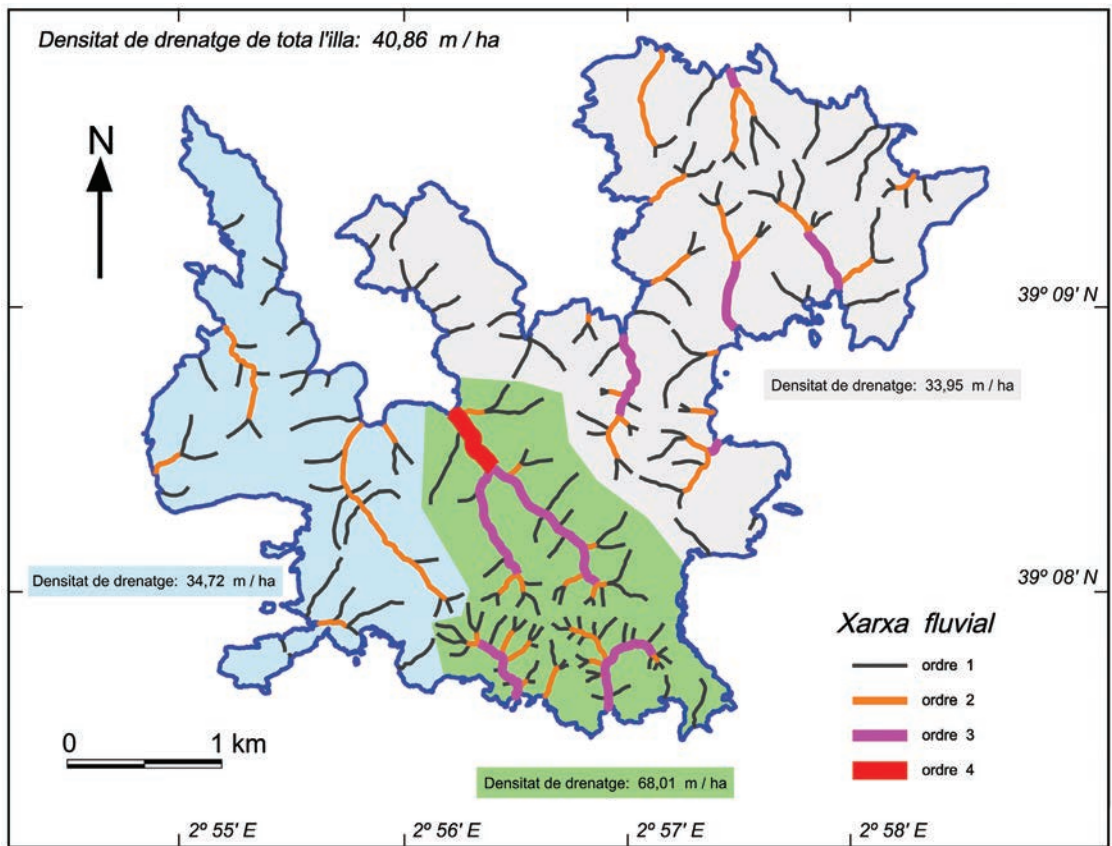 Densitat de drenatge de tota l'illa: 40,86 m / ha
N
39º 09' N
Densitat de drenatge: 33,95 m / ha
Densitat de drenatge: 34,72 m / ha
39º 08' N
Xarxa fluvial
ordre 1
ordre 2
ordre 3
ordre 4
0 1 km
Densitat de drenatge: 68,01 m / ha
2º 55' E 2º 56' E 2º 57' E 2º 58' E